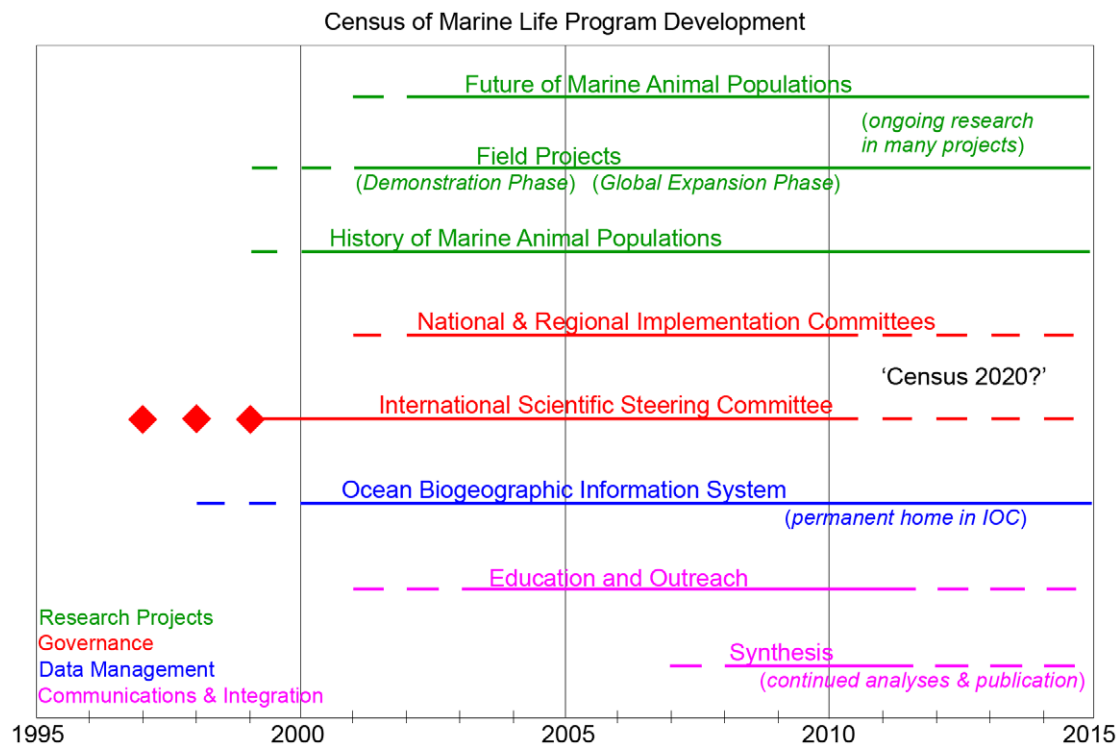 Census of Marine Life Program Development
Future of Marine Animal Populations
(ongoing research
in many projects)
Field Projects
(Demonstration Phase) (Global Expansion Phase)
History of Marine Animal Populations
National & Regional Implementation Committees
‘Census 2020?’
International Scientific Steering Committee
Ocean Biogeographic Information System
(permanent home in IOC)
Education and Outreach
Synthesis
(continued analyses & publication)
Research Projects
Governance
Data Management
Communications & Integration
1995 2000 2005 2010 2015